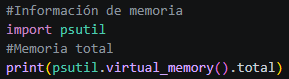 #Información de memoria
import psutil
#Memoria total
print(psutil.virtual_memory().total)